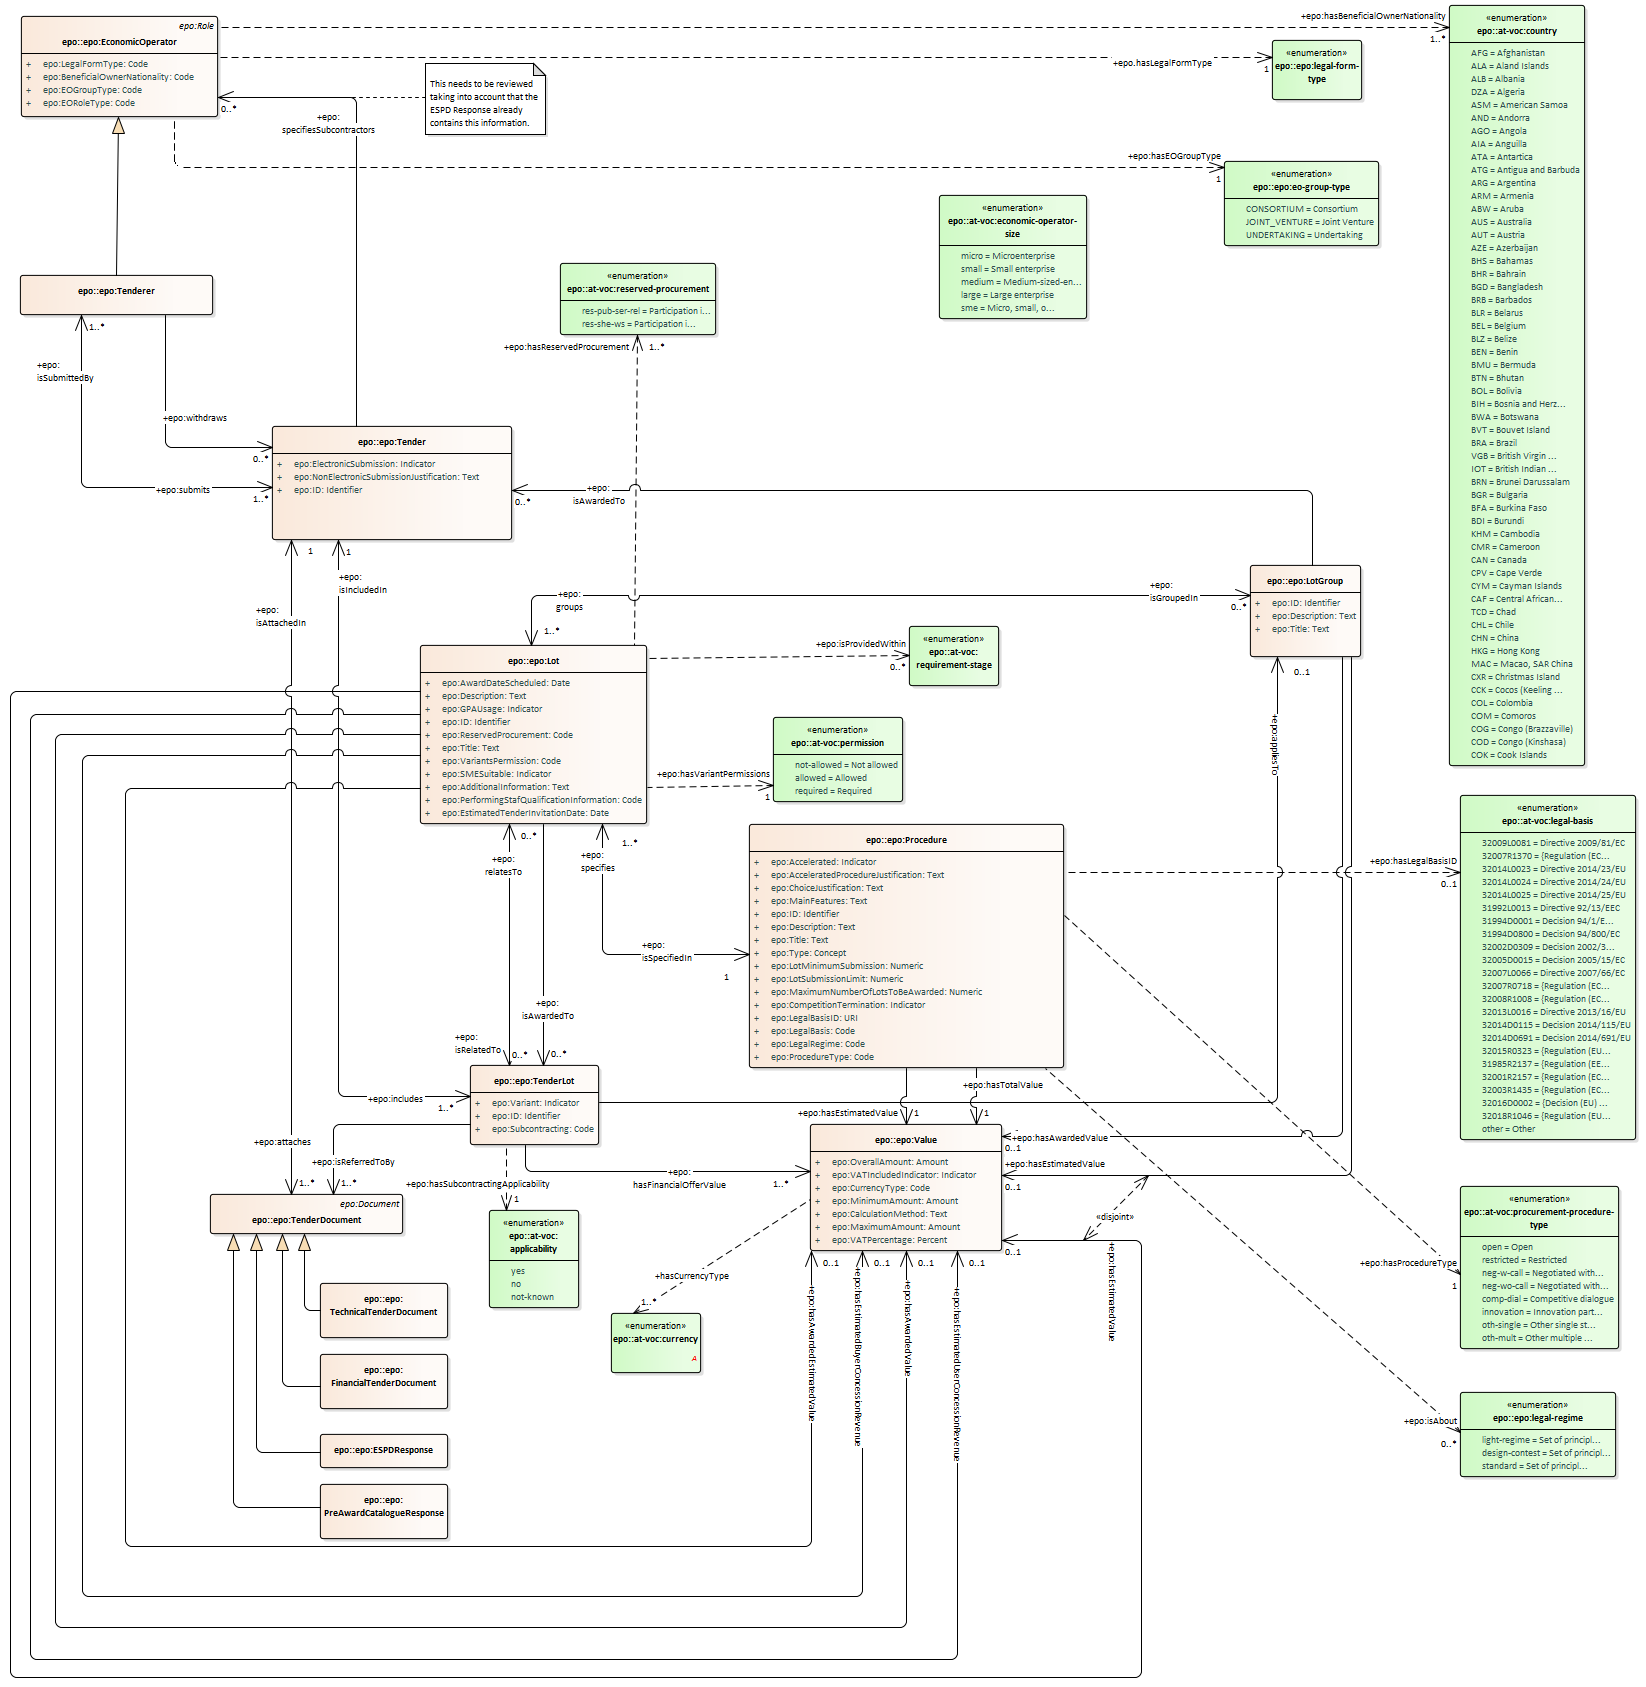 epo:Role
epo::epo:EconomicOperator
+ epo:LegalFormType: Code
+ epo:BeneficialOwnerNationality: Code
+ epo:EOGroupType: Code
+ epo:EORoleType: Code
+epo:hasBeneficialOwnerNationality
1..*
+epo.hasLegalFormType
1
«enumeration»
epo::epo:legal-form-
type
This needs to be reviewed
taking into account that the
ESPD Response already
contains this information.
0..*
+epo:
specifiesSubcontractors
+epo:hasEOGroupType
1
«enumeration»
epo::epo:eo-group-type
CONSORTIUM = Consortium
JOINT_VENTURE = Joint Venture
UNDERTAKING = Undertaking
«enumeration»
epo::at-voc:economic-operator-
size
micro = Microenterprise
small = Small enterprise
medium = Medium-sized-en...
large = Large enterprise
sme = Micro, small, o...
«enumeration»
epo::at-voc:country
AFG = Afghanistan
ALA = Aland Islands
ALB = Albania
DZA = Algeria
ASM = American Samoa
AND = Andorra
AGO = Angola
AIA = Anguilla
ATA = Antartica
ATG = Antigua and Barbuda
ARG = Argentina
ARM = Armenia
ABW = Aruba
AUS = Australia
AUT = Austria
AZE = Azerbaijan
BHS = Bahamas
BHR = Bahrain
BGD = Bangladesh
BRB = Barbados
BLR = Belarus
BEL = Belgium
BLZ = Belize
BEN = Benin
BMU = Bermuda
BTN = Bhutan
BOL = Bolivia
BIH = Bosnia and Herz...
BWA = Botswana
BVT = Bouvet Island
BRA = Brazil
VGB = British Virgin ...
IOT = British Indian ...
BRN = Brunei Darussalam
BGR = Bulgaria
BFA = Burkina Faso
BDI = Burundi
KHM = Cambodia
CMR = Cameroon
CAN = Canada
CPV = Cape Verde
CYM = Cayman Islands
CAF = Central African...
TCD = Chad
CHL = Chile
CHN = China
HKG = Hong Kong
MAC = Macao, SAR China
CXR = Christmas Island
CCK = Cocos (Keeling ...
COL = Colombia
COM = Comoros
COG = Congo (Brazzaville)
COD = Congo (Kinshasa)
COK = Cook Islands
epo::epo:Tenderer
1..*
+epo:
isSubmittedBy
+epo:withdraws
0..*
+epo:submits
1..*
«enumeration»
epo::at-voc:reserved-procurement
res-pub-ser-rel = Participation i...
res-she-ws = Participation i...
+epo:hasReservedProcurement
1..*
epo::epo:Tender
+ epo:ElectronicSubmission: Indicator
+ epo:NonElectronicSubmissionJustification: Text
+ epo:ID: Identifier
+epo:
isAwardedTo
0..*
1
1
+epo:
isIncludedIn
+epo:
isAttachedIn
+epo:
groups
1..*
+epo:
isGroupedIn
0..*
epo::epo:LotGroup
+ epo:ID: Identifier
+ epo:Description: Text
+ epo:Title: Text
0..1
+epo:appliesTo
epo::epo:Lot
+ epo:AwardDateScheduled: Date
+ epo:Description: Text
+ epo:GPAUsage: Indicator
+ epo:ID: Identifier
+ epo:ReservedProcurement: Code
+ epo:Title: Text
+ epo:VariantsPermission: Code
+ epo:SMESuitable: Indicator
+ epo:AdditionalInformation: Text
+ epo:PerformingStafQualificationInformation: Code
+ epo:EstimatedTenderInvitationDate: Date
+epo:isProvidedWithin
0..*
«enumeration»
epo::at-voc:
requirement-stage
+epo:hasVariantPermissions
1
«enumeration»
epo::at-voc:permission
not-allowed = Not allowed
allowed = Allowed
required = Required
0..*
+epo:
relatesTo
1..*
+epo:
specifies
+epo:
isSpecifiedIn
1
epo::epo:Procedure
+ epo:Accelerated: Indicator
+ epo:AcceleratedProcedureJustification: Text
+ epo:ChoiceJustification: Text
+ epo:MainFeatures: Text
+ epo:ID: Identifier
+ epo:Description: Text
+ epo:Title: Text
+ epo:Type: Concept
+ epo:LotMinimumSubmission: Numeric
+ epo:LotSubmissionLimit: Numeric
+ epo:MaximumNumberOfLotsToBeAwarded: Numeric
+ epo:CompetitionTermination: Indicator
+ epo:LegalBasisID: URI
+ epo:LegalBasis: Code
+ epo:LegalRegime: Code
+ epo:ProcedureType: Code
+epo:hasLegalBasisID
0..1
«enumeration»
epo::at-voc:legal-basis
32009L0081 = Directive 2009/81/EC
32007R1370 = {Regulation (EC...
32014L0023 = Directive 2014/23/EU
32014L0024 = Directive 2014/24/EU
32014L0025 = Directive 2014/25/EU
31992L0013 = Directive 92/13/EEC
31994D0001 = Decision 94/1/E...
31994D0800 = Decision 94/800/EC
32002D0309 = Decision 2002/3...
32005D0015 = Decision 2005/15/EC
32007L0066 = Directive 2007/66/EC
32007R0718 = {Regulation (EC...
32008R1008 = {Regulation (EC...
32013L0016 = Directive 2013/16/EU
32014D0115 = Decision 2014/115/EU
32014D0691 = Decision 2014/691/EU
32015R0323 = {Regulation (EU...
31985R2137 = {Regulation (EE...
32001R2157 = {Regulation (EC...
32003R1435 = {Regulation (EC...
32016D0002 = {Decision (EU) ...
32018R1046 = {Regulation (EU...
other = Other
+epo:
isAwardedTo
0..*
+epo:
isRelatedTo
0..*
+epo:includes
1..*
epo::epo:TenderLot
+ epo:Variant: Indicator
+ epo:ID: Identifier
+ epo:Subcontracting: Code
+epo:hasTotalValue
1
+epo:hasEstimatedValue
1
+epo:attaches
1..*
+epo:isReferredToBy
1..*
+epo:hasSubcontractingApplicability
1
+epo:
hasFinancialOfferValue
1..*
epo::epo:Value
+ epo:OverallAmount: Amount
+ epo:VATIncludedIndicator: Indicator
+ epo:CurrencyType: Code
+ epo:MinimumAmount: Amount
+ epo:CalculationMethod: Text
+ epo:MaximumAmount: Amount
+ epo:VATPercentage: Percent
+epo:hasAwardedValue
0..1
+epo:hasEstimatedValue
0..1
«disjoint»
0..1
+epo:hasEstimatedValue
epo:Document
epo::epo:TenderDocument
«enumeration»
epo::at-voc:
applicability
yes
no
not-known
+epo:hasCurrencyType
1..*
«enumeration»
epo::at-voc:currency
A
0..1
+epo:hasAwardedEstimatedValue
0..1
+epo:hasEstimatedBuyerConcessionRevenue
0..1
+epo:hasAwardedValue
0..1
+epo:hasEstimatedUserConcessionRevenue
«enumeration»
epo::at-voc:procurement-procedure-
type
open = Open
restricted = Restricted
neg-w-call = Negotiated with...
neg-wo-call = Negotiated with...
comp-dial = Competitive dialogue
innovation = Innovation part...
oth-single = Other single st...
oth-mult = Other multiple ...
+epo:hasProcedureType
1
epo::epo:
TechnicalTenderDocument
epo::epo:
FinancialTenderDocument
epo::epo:ESPDResponse
epo::epo:
PreAwardCatalogueResponse
+epo:isAbout
0..*
«enumeration»
epo::epo:legal-regime
light-regime = Set of principl...
design-contest = Set of principl...
standard = Set of principl...